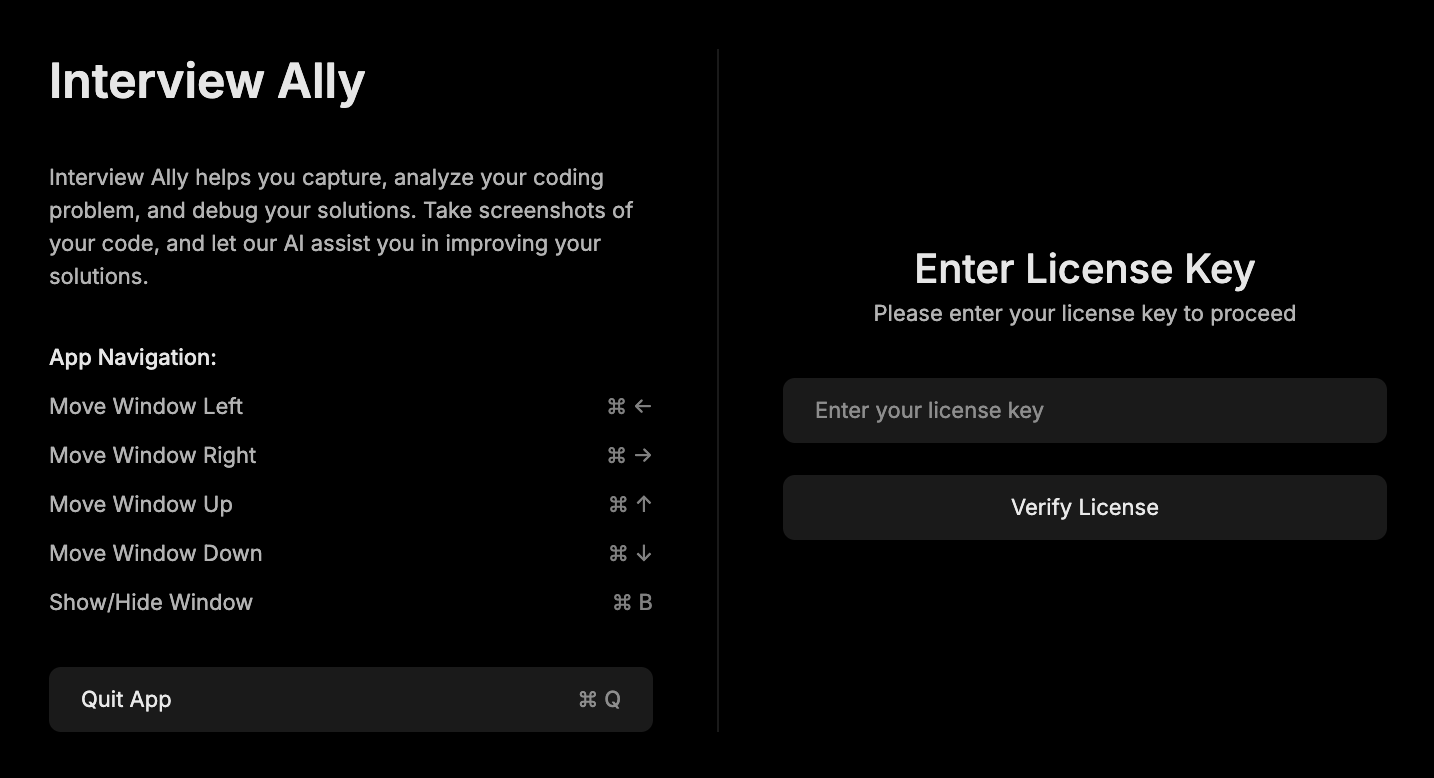 Interview Ally
Interview Ally helps you capture, analyze your coding
problem, and debug your solutions. Take screenshots of
your code, and let our AI assist you in improving your
solutions.
App Navigation:
Move Window Left ⌘ ←
Move Window Right ⌘ →
Move Window Up ⌘ ↑
Move Window Down ⌘ ↓
Show/Hide Window ⌘ B
Quit App ⌘ Q
Enter License Key
Please enter your license key to proceed
Enter your license key
Verify License